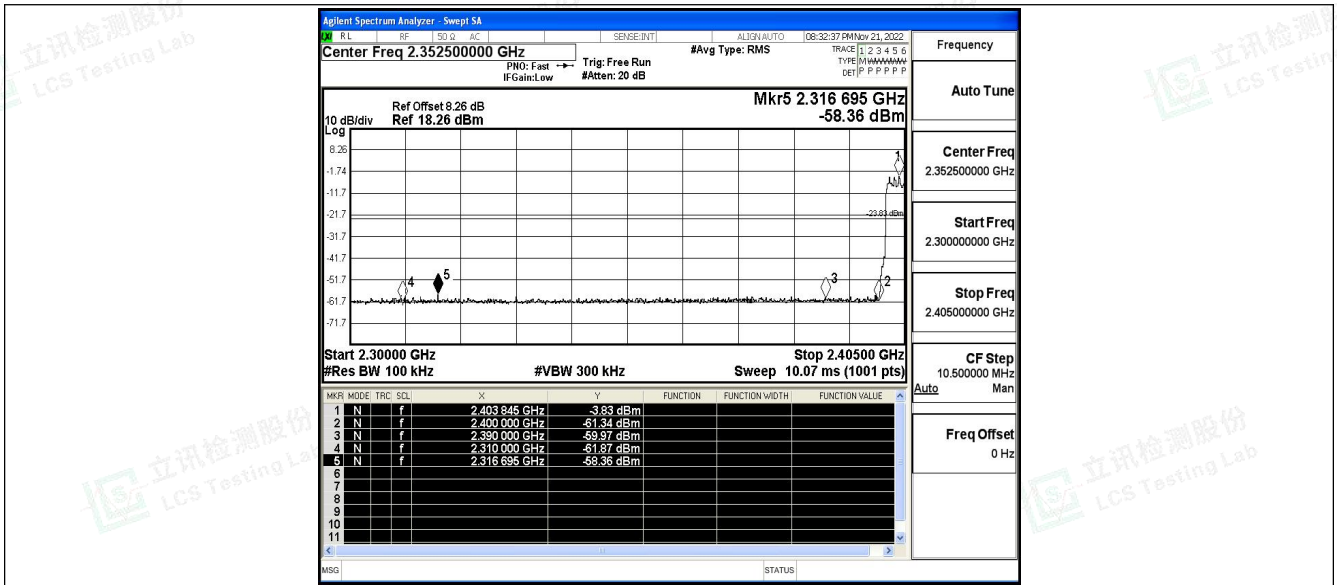 Agilent Spectrum Analyzer - Swept SA
RL RF 50 Ω AC SENSE:INT ALIGN AUTO 08:32:37 PM Nov 21, 2022
Center Freq 2.352500000 GHz
PNO: Fast
IFGain:Low
Trig: Free Run
#Atten: 20 dB
#Avg Type: RMS
TRACE 1 2 3 4 5 6
TYPE MWWWWW
DET P P P P P P
Frequency
Auto Tune
Mkr5 2.316 695 GHz
-58.36 dBm
Ref Offset 8.26 dB
10 dB/div Ref 18.26 dBm
Log
8.26
-1.74
-11.7
-21.7
-31.7
-41.7
-51.7
-61.7
-71.7
1
-23.83 dBm
4
5
3
2
Start 2.30000 GHz Stop 2.40500 GHz
#Res BW 100 kHz #VBW 300 kHz Sweep 10.07 ms (1001 pts)
Center Freq
2.352500000 GHz
Start Freq
2.300000000 GHz
Stop Freq
2.405000000 GHz
CF Step
10.500000 MHz
Auto Man
Freq Offset
0 Hz
MKR MODE TRC SCL X Y FUNCTION FUNCTION WIDTH FUNCTION VALUE
1 N f 2.403 845 GHz -3.83 dBm
2 N f 2.400 000 GHz -61.34 dBm
3 N f 2.390 000 GHz -59.97 dBm
4 N f 2.310 000 GHz -61.87 dBm
5 N f 2.316 695 GHz -58.36 dBm
6
7
8
9
10
11
MSG STATUS
立讯检测股份
LCS Testing Lab
立讯检测股份
LCS Testing Lab
立讯检测股份
LCS Testing Lab